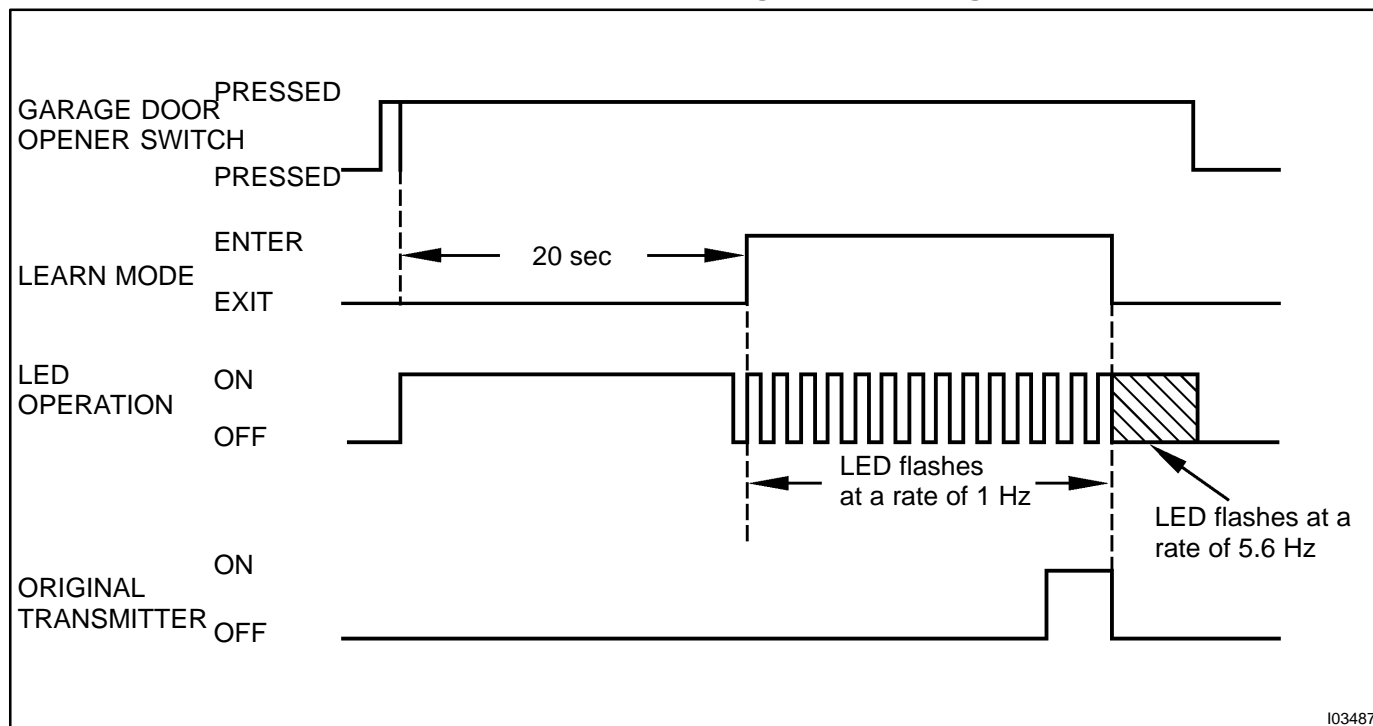 GARAGE DOOR
OPENER SWITCH
PRESSED
PRESSED
LEARN MODE
ENTER
EXIT
20 sec
LED
OPERATION
ON
OFF
LED flashes
at a rate of 1 Hz
LED flashes at a
rate of 5.6 Hz
ORIGINAL
TRANSMITTER
ON
OFF
I03487